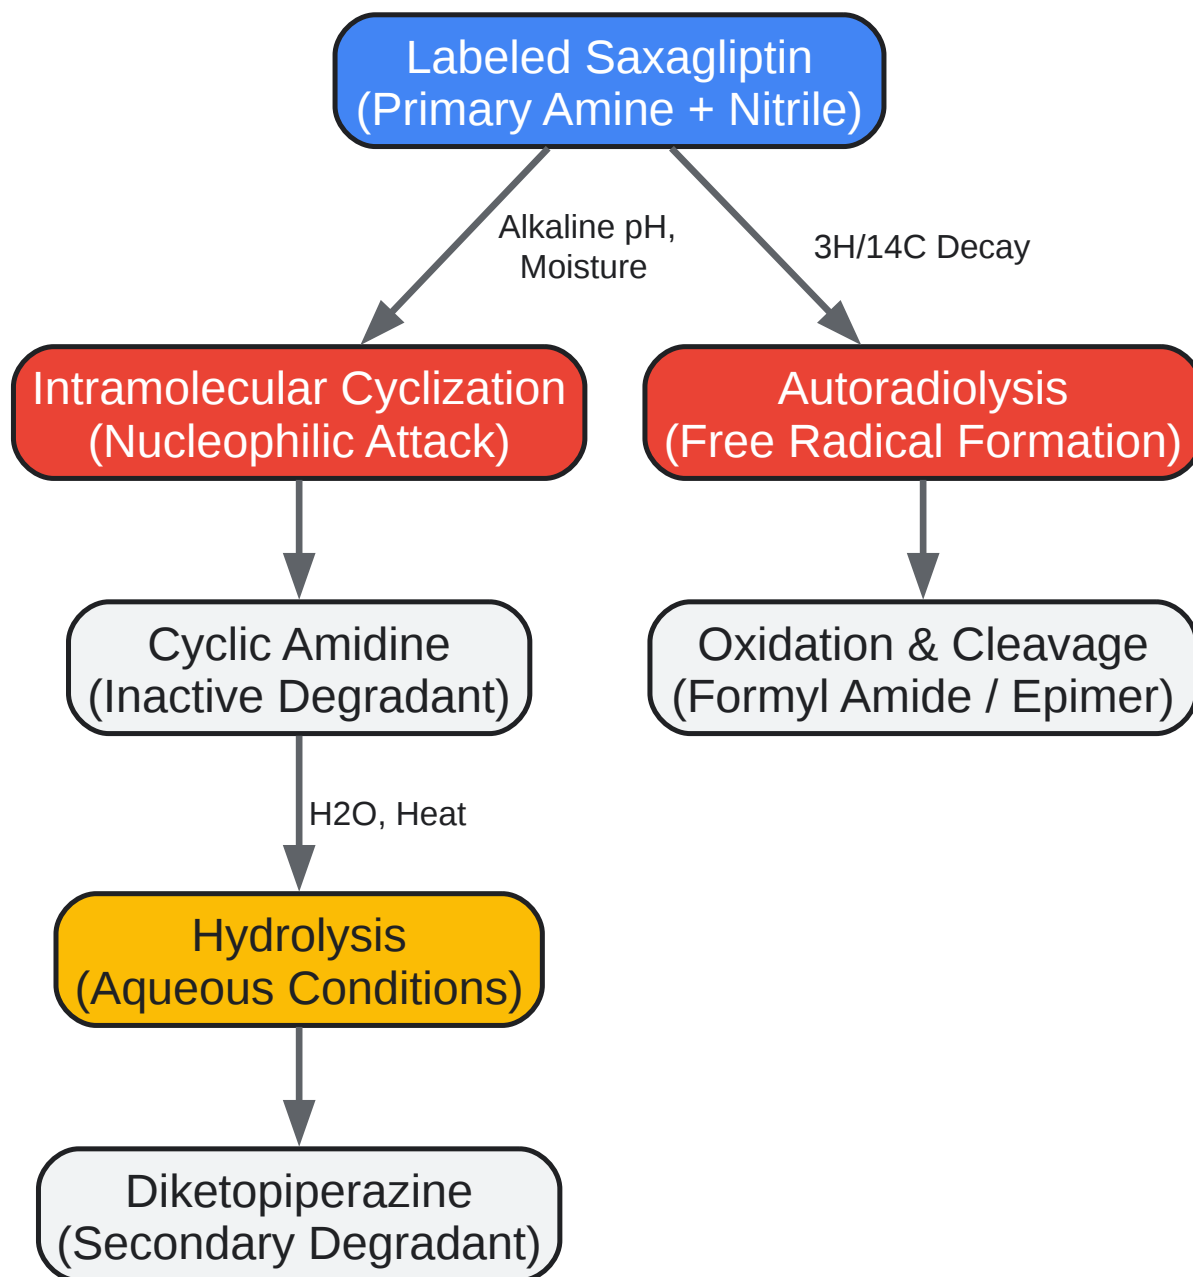 Labeled Saxagliptin
(Primary Amine + Nitrile)
Alkaline pH,
Moisture
3H/14C Decay
Intramolecular Cyclization
(Nucleophilic Attack)
Autoradiolysis
(Free Radical Formation)
Cyclic Amidine
(Inactive Degradant)
Oxidation & Cleavage
(Formyl Amide / Epimer)
H2O, Heat
Hydrolysis
(Aqueous Conditions)
Diketopiperazine
(Secondary Degradant)